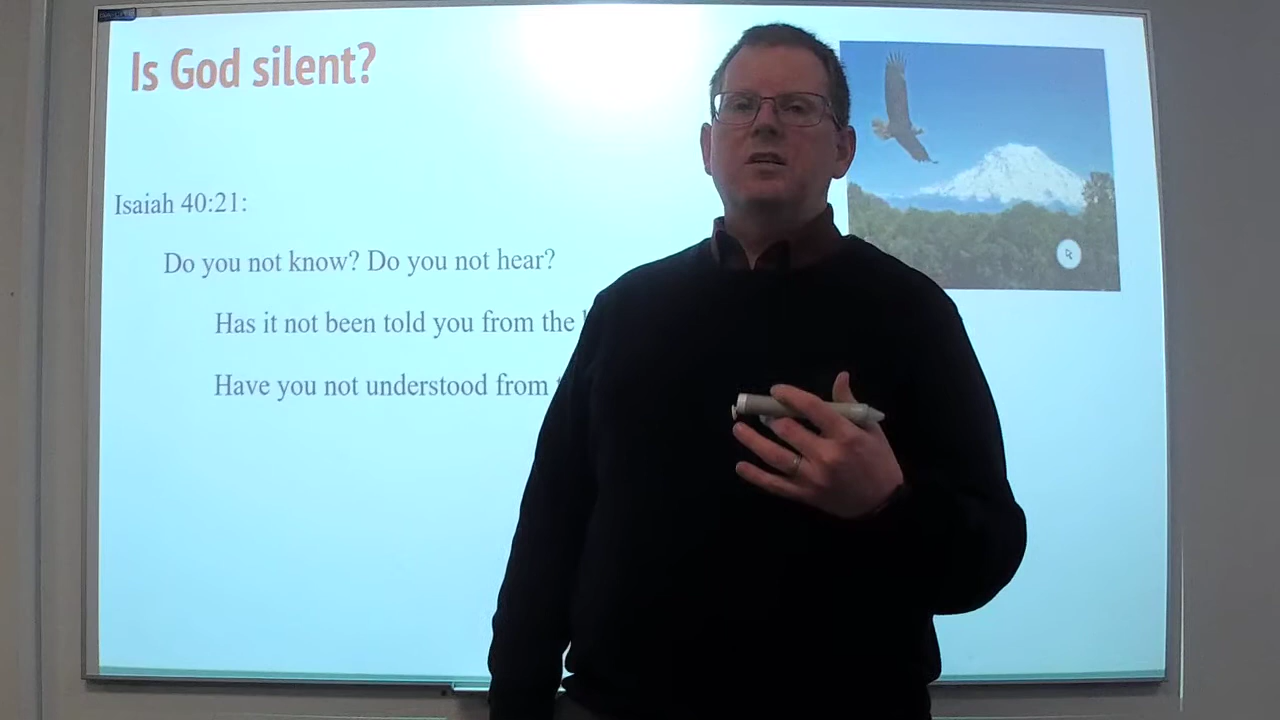 Is God silent?
Isaiah 40:21:
Do you not know? Do you not hear?
Has it not been told you from the
Have you not understood from